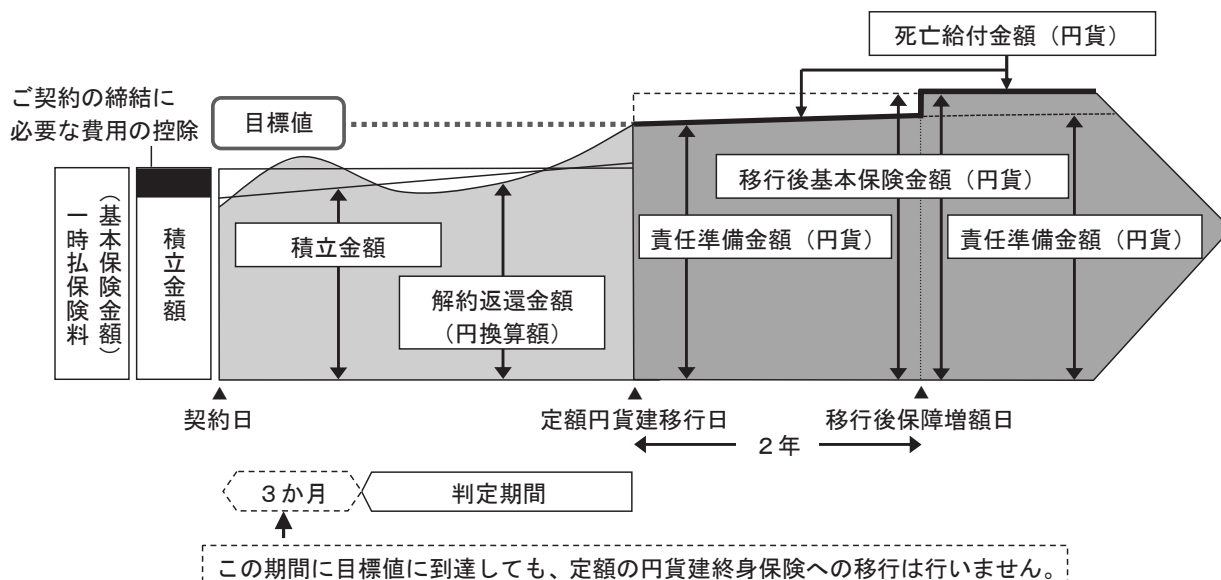 死亡給付金額（円貨）
ご契約の締結に
必要な費用の控除
目標値
一時払保険料
（基本保険金額）
積立金額
積立金額
解約返還金額
（円換算額）
移行後基本保険金額（円貨）
責任準備金額（円貨）
責任準備金額（円貨）
契約日
定額円貨建移行日
移行後保障増額日
２年
３か月
判定期間
この期間に目標値に到達しても、定額の円貨建終身保険への移行は行いません。